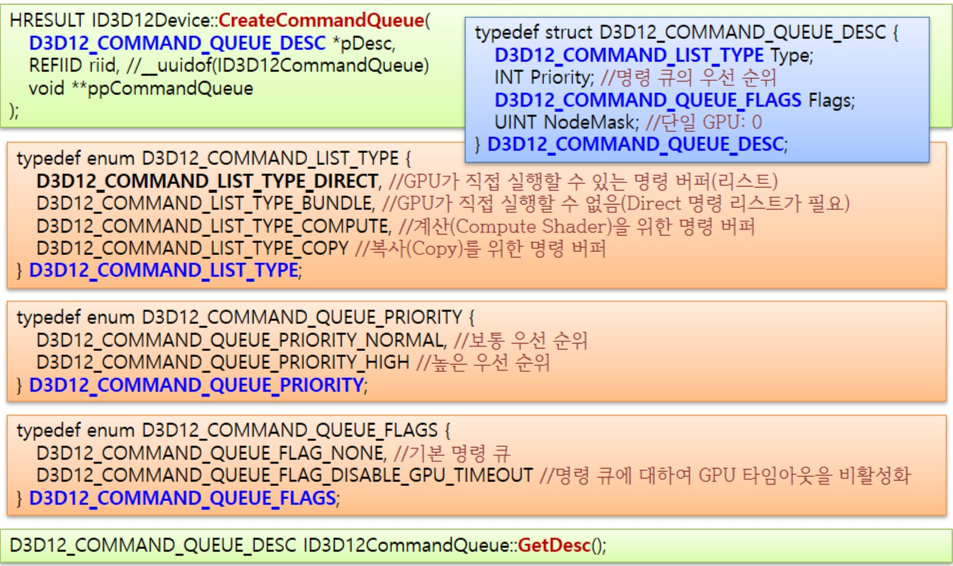 HRESULT ID3D12Device::CreateCommandQueue(
D3D12_COMMAND_QUEUE_DESC *pDesc,
REFIID riid, //__uuidof(ID3D12CommandQueue)
void **ppCommandQueue
);
typedef struct D3D12_COMMAND_QUEUE_DESC {
D3D12_COMMAND_LIST_TYPE Type;
INT Priority; //명령 큐의 우선 순위
D3D12_COMMAND_QUEUE_FLAGS Flags;
UINT NodeMask; //단일 GPU: 0
} D3D12_COMMAND_QUEUE_DESC;
typedef enum D3D12_COMMAND_LIST_TYPE {
D3D12_COMMAND_LIST_TYPE_DIRECT, //GPU가 직접 실행할 수 있는 명령 버퍼(리스트)
D3D12_COMMAND_LIST_TYPE_BUNDLE, //GPU가 직접 실행할 수 없음(Direct 명령 리스트가 필요)
D3D12_COMMAND_LIST_TYPE_COMPUTE, //계산(Compute Shader)을 위한 명령 버퍼
D3D12_COMMAND_LIST_TYPE_COPY //복사(Copy)를 위한 명령 버퍼
} D3D12_COMMAND_LIST_TYPE;
typedef enum D3D12_COMMAND_QUEUE_PRIORITY {
D3D12_COMMAND_QUEUE_PRIORITY_NORMAL, //보통 우선 순위
D3D12_COMMAND_QUEUE_PRIORITY_HIGH //높은 우선 순위
} D3D12_COMMAND_QUEUE_PRIORITY;
typedef enum D3D12_COMMAND_QUEUE_FLAGS {
D3D12_COMMAND_QUEUE_FLAG_NONE, //기본 명령 큐
D3D12_COMMAND_QUEUE_FLAG_DISABLE_GPU_TIMEOUT //명령 큐에 대하여 GPU 타임아웃을 비활성화
} D3D12_COMMAND_QUEUE_FLAGS;
D3D12_COMMAND_QUEUE_DESC ID3D12CommandQueue::GetDesc();